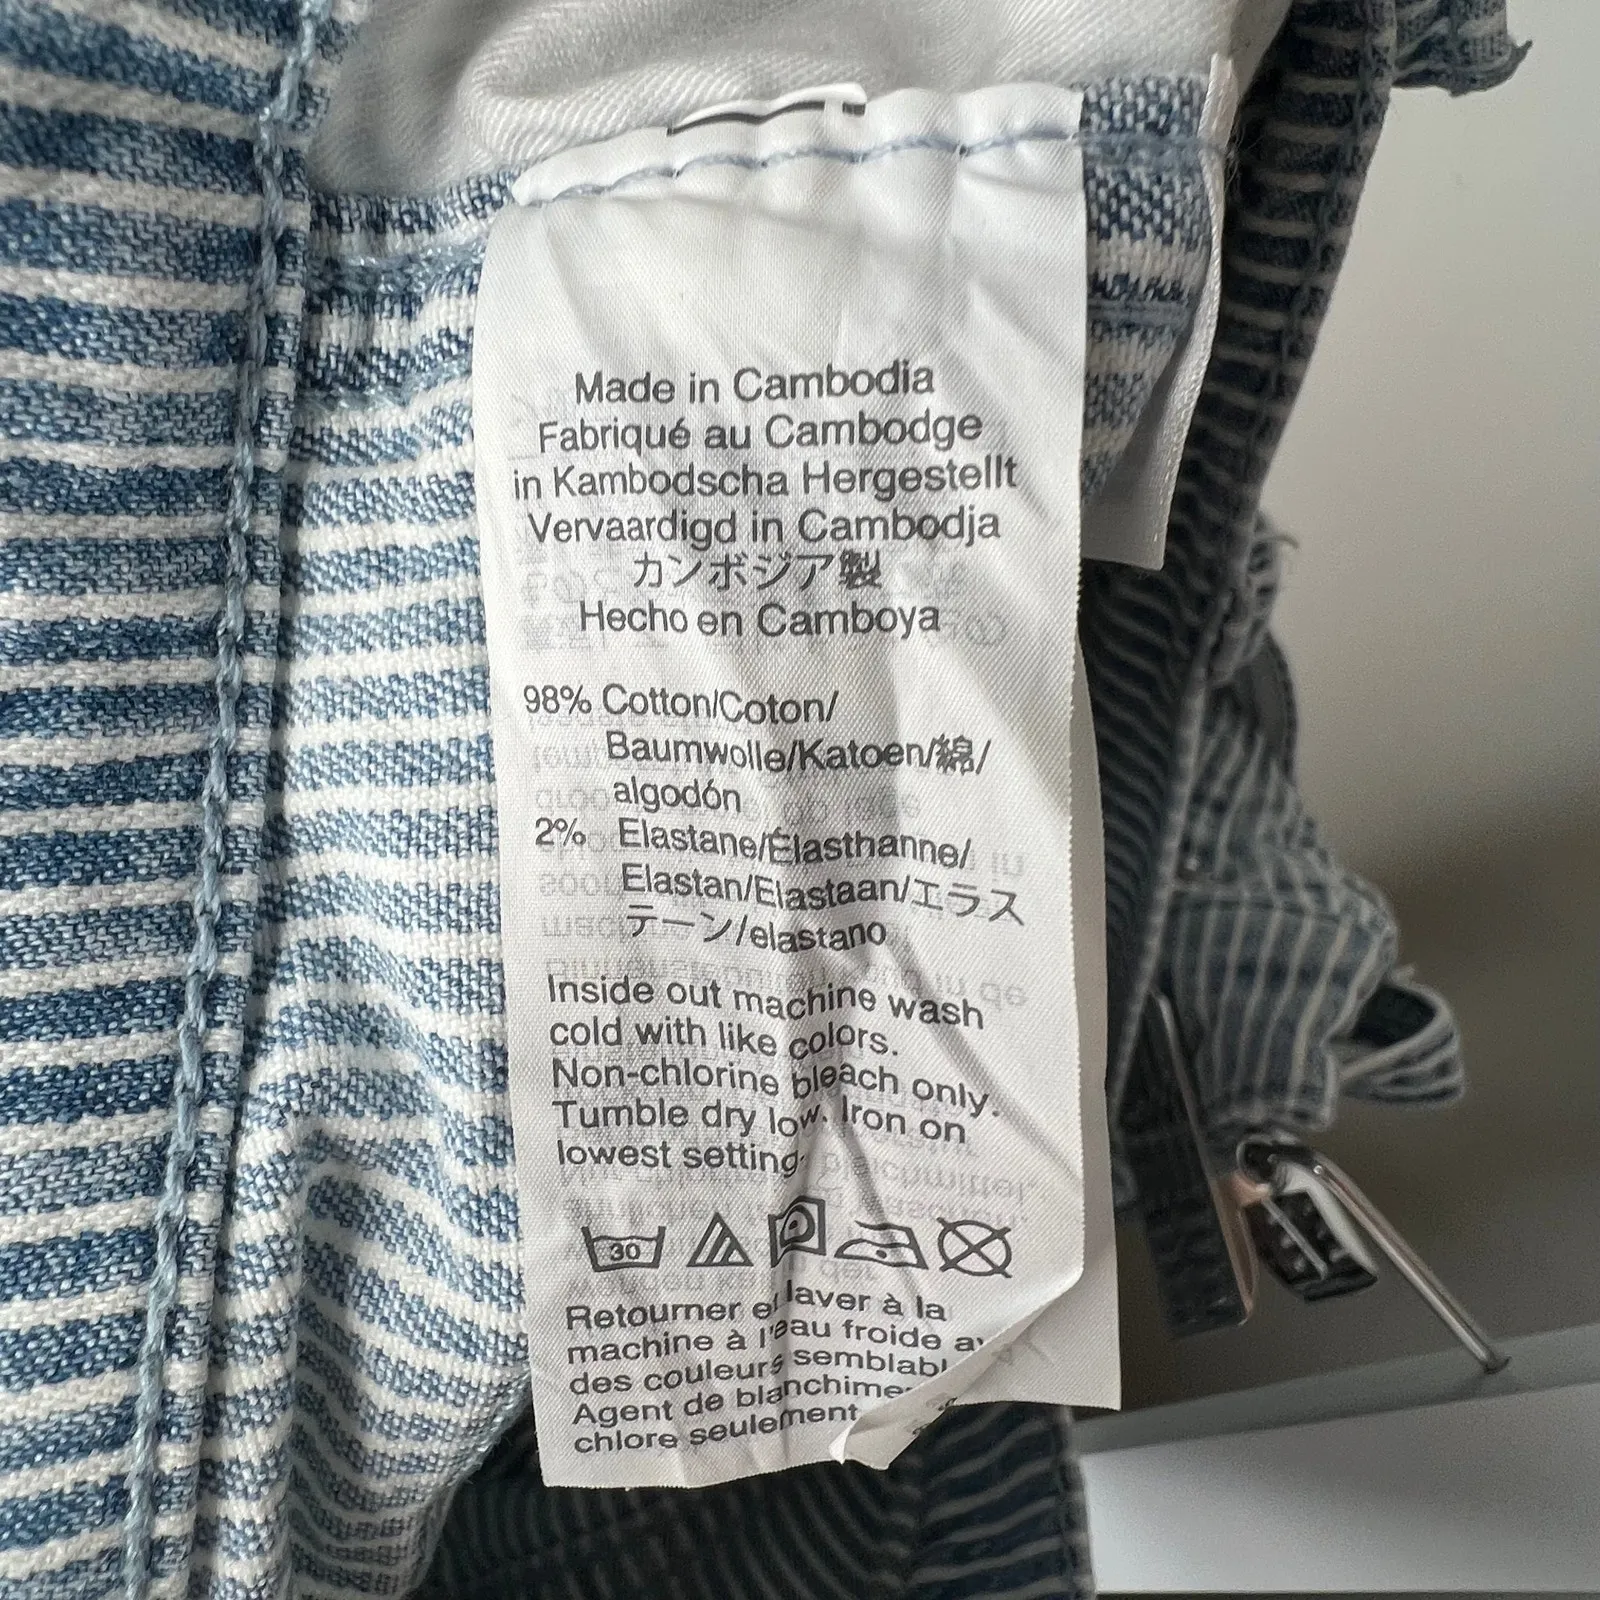 Made in Cambodia
Fabriqué au Cambodge
in Kambodscha Hergestellt
Vervaardigd in Cambodja
カンボジア製
Hecho en Camboya
98% Cotton/Coton/
Baumwolle/Katoen/綿/
algodón
2% Elastane/Élasthanne/
Elastan/Elastaan/エラス
テーン/elastano
Inside out machine wash
cold with like colors.
Non-chlorine bleach only.
Tumble dry low. Iron on
lowest setting.
30
Retourner et laver à la
machine à l'eau froide
des couleurs
Agent de
chlore seulement